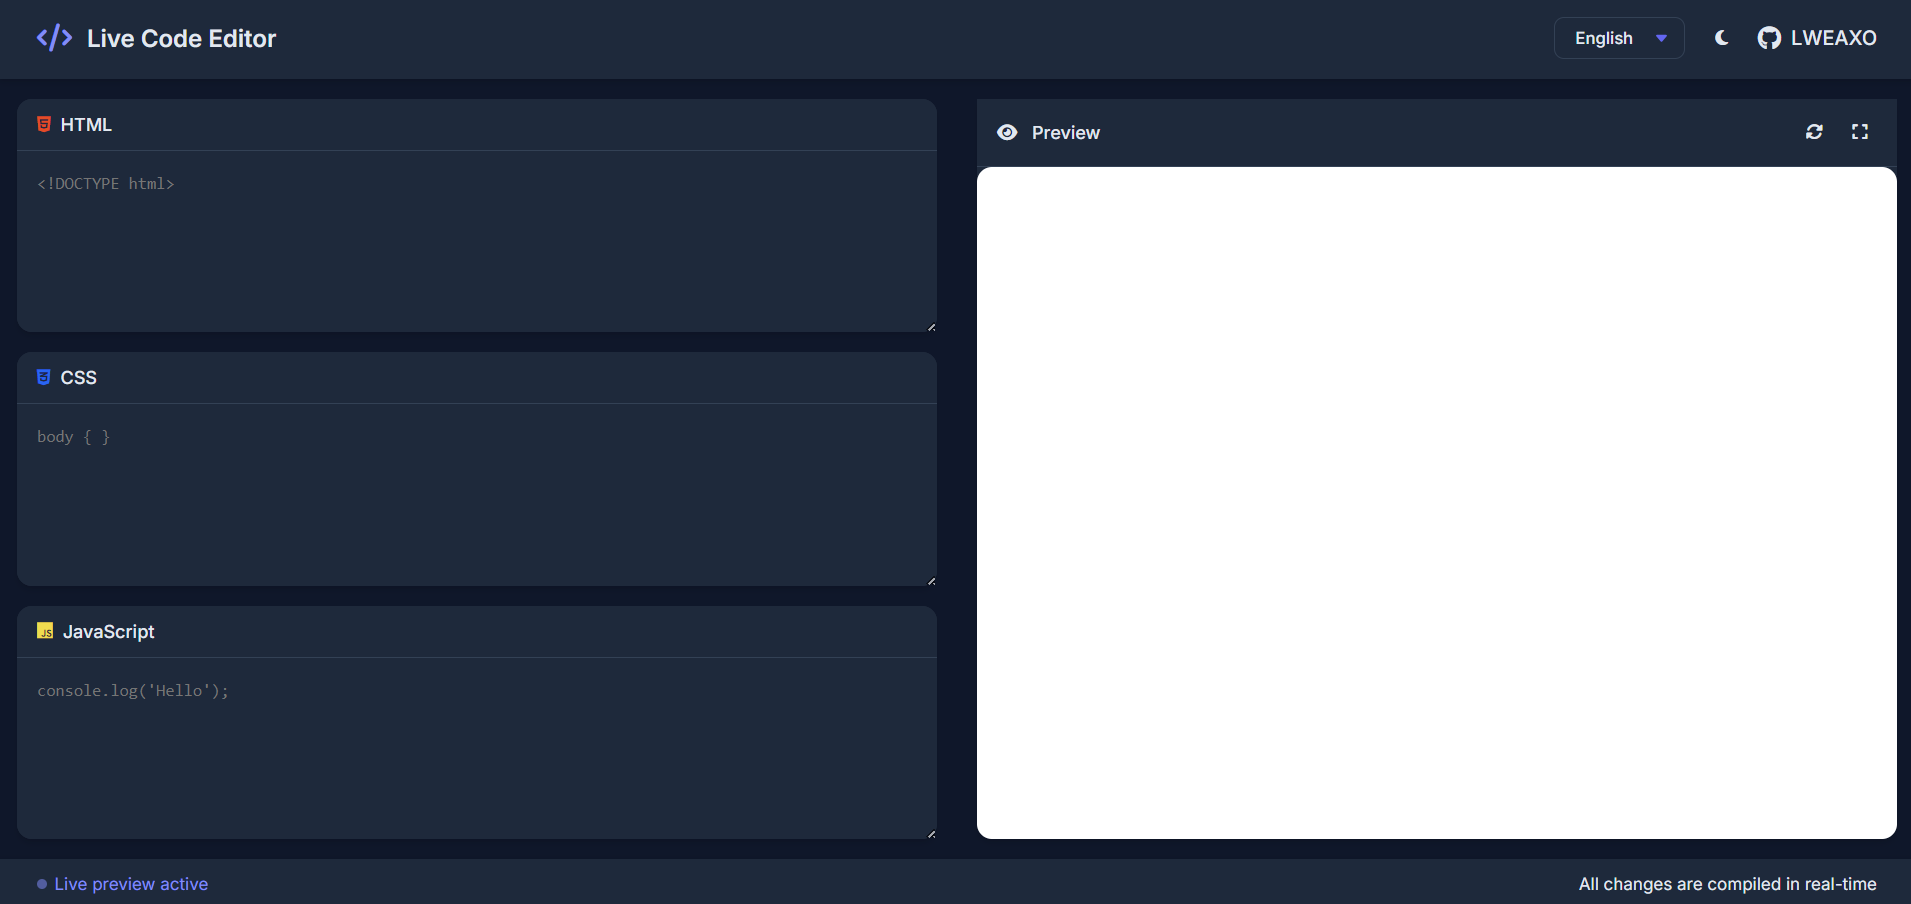 </> Live Code Editor
English
LWEAXO
HTML
<!DOCTYPE html>
CSS
body { }
JS JavaScript
console.log('Hello');
Preview
Live preview active
All changes are compiled in real-time